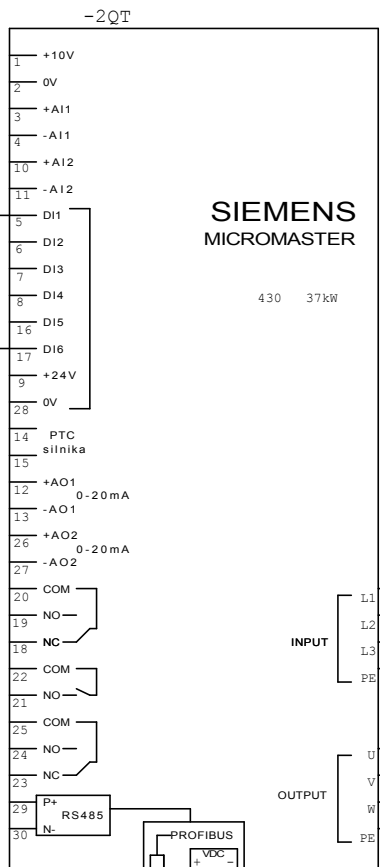 -2QT
1 +10V
2 0V
3 +AI1
4 -AI1
10 +AI2
11 -AI2
5 DI1
SIEMENS
6 DI2
MICROMASTER
7 DI3
8 DI4
430 37kW
16 DI5
17 DI6
9 +24V
28 0V
14 PTC
silnika
15
12 +AO1
0-20mA
13 -AO1
26 +AO2
0-20mA
27 -AO2
20 COM
L1
19 NO
L2
18 NC
INPUT
L3
22 COM
PE
21 NO
25 COM
24 NO
U
23 NC
V
OUTPUT
29 P+
RS485
W
30 N-
PROFIBUS
PE
VDC
+ -